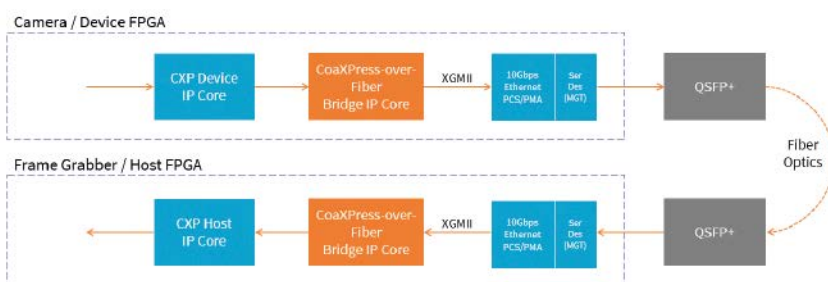 Camera / Device FPGA
CXP Device
IP Core
CoaXPress-over-
Fiber
Bridge IP Core
XGMII
10Gbps
Ethernet
PCS/PMA
Ser
Des
(MGT)
QSFP+
Fiber
Optics
Frame Grabber / Host FPGA
CXP Host
IP Core
CoaXPress-over-
Fiber
Bridge IP Core
XGMII
10Gbps
Ethernet
PCS/PMA
Ser
Des
(MGT)
QSFP+